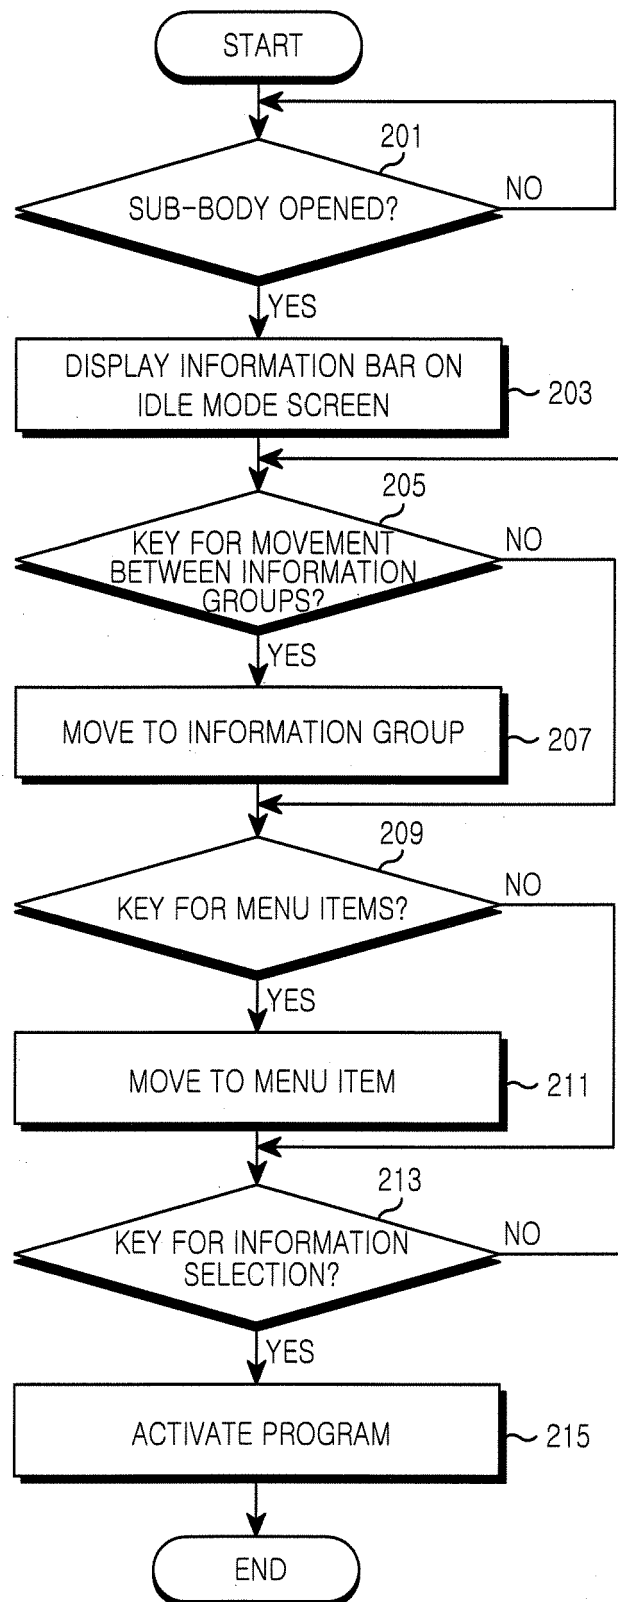 START
201
SUB-BODY OPENED?
NO
YES
DISPLAY INFORMATION BAR ON
IDLE MODE SCREEN
203
205
KEY FOR MOVEMENT
BETWEEN INFORMATION
GROUPS?
NO
YES
MOVE TO INFORMATION GROUP
207
209
KEY FOR MENU ITEMS?
NO
YES
MOVE TO MENU ITEM
211
213
KEY FOR INFORMATION
SELECTION?
NO
YES
ACTIVATE PROGRAM
215
END